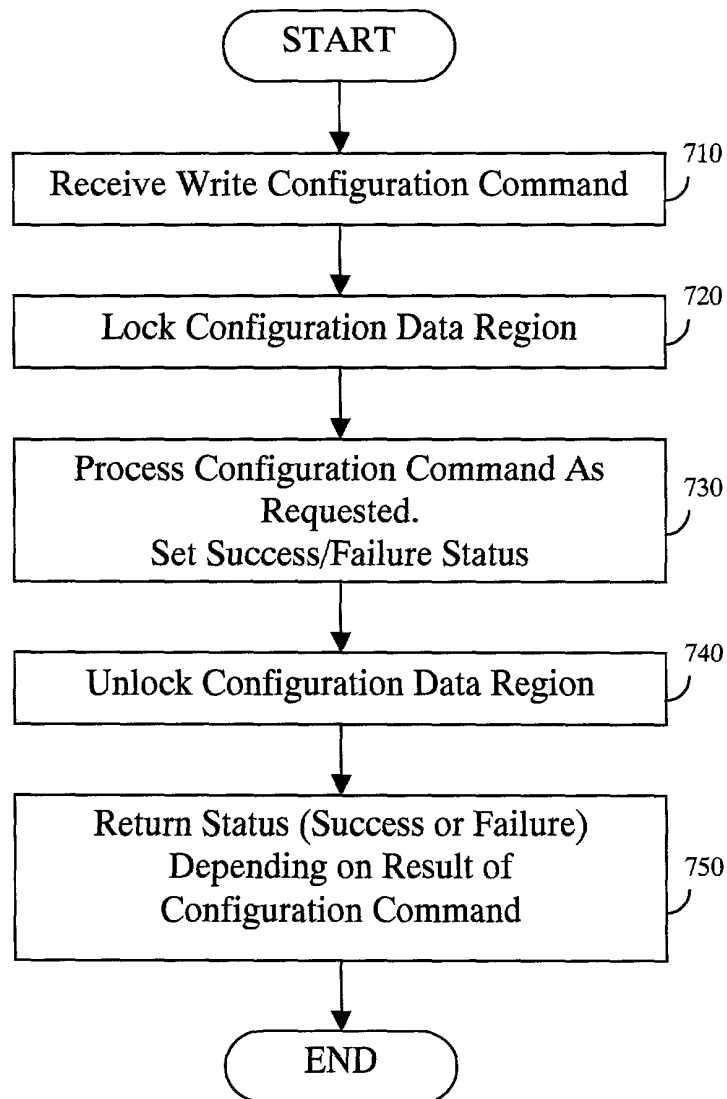 START
710
Receive Write Configuration Command
720
Lock Configuration Data Region
Process Configuration Command As
730
Requested.
Set Success/Failure Status
740
Unlock Configuration Data Region
Return Status (Success or Failure)
Depending on Result of
750
Configuration Command
END